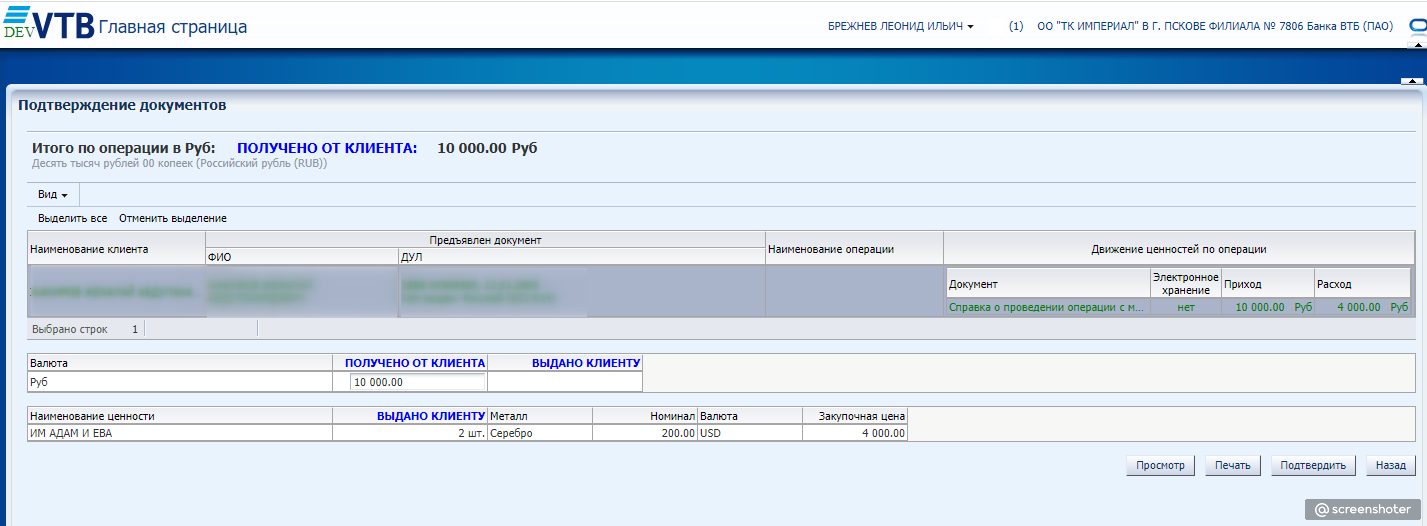 DEV VTB Главная страница БРЕЖНЕВ ЛЕОНИД ИЛЬИЧ (1) ОО "ТК ИМПЕРИАЛ" В Г. ПСКОВЕ ФИЛИАЛА № 7806 Банка ВТБ (ПАО)
Подтверждение документов
Итого по операции в Руб: ПОЛУЧЕНО ОТ КЛИЕНТА: 10 000.00 Руб
Десять тысяч рублей 00 копеек (Российский рубль (RUB))
Вид
Выделить все Отменить выделение
Наименование клиента Предъявлен документ Наименование операции Движение ценностей по операции
ФИО ДУЛ
Документ Электронное хранение Приход Расход
Справка о проведении операции с м... нет 10 000.00 Руб 4 000.00 Руб
Выбрано строк 1
Валюта ПОЛУЧЕНО ОТ КЛИЕНТА ВЫДАНО КЛИЕНТУ
Руб 10 000.00
Наименование ценности ВЫДАНО КЛИЕНТУ Металл Номинал Валюта Закупочная цена
ИМ АДАМ И ЕВА 2 шт. Серебро 200.00 USD 4 000.00
Просмотр Печать Подтвердить Назад
@screenshoter